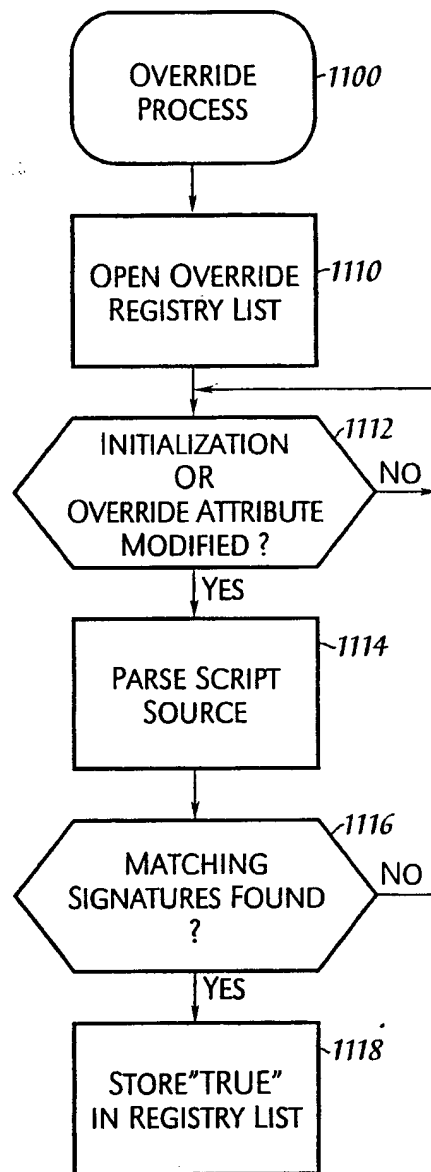 OVERRIDE
PROCESS
1100
OPEN OVERRIDE
REGISTRY LIST
1110
INITIALIZATION
OR
OVERRIDE ATTRIBUTE
MODIFIED ?
1112
NO
YES
PARSE SCRIPT
SOURCE
1114
MATCHING
SIGNATURES FOUND
?
1116
NO
YES
STORE"TRUE"
IN REGISTRY LIST
1118